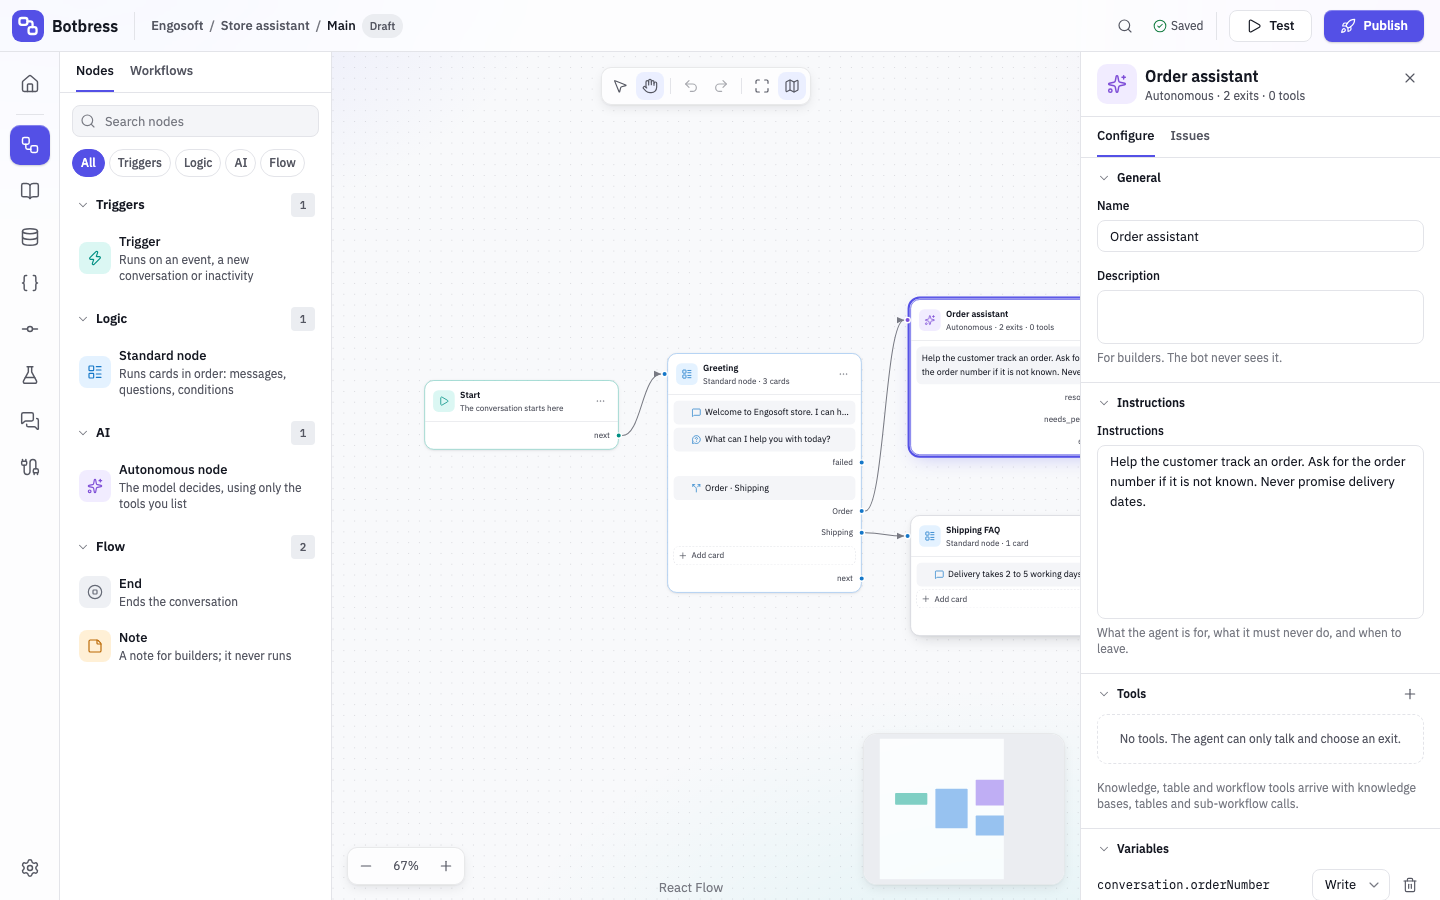 Botbress
Engosoft / Store assistant / Main Draft
Saved
Test
Publish
Nodes Workflows
Search nodes
All Triggers Logic AI Flow
Triggers 1
Trigger
Runs on an event, a new
conversation or inactivity
Logic 1
Standard node
Runs cards in order: messages,
questions, conditions
AI 1
Autonomous node
The model decides, using only the
tools you list
Flow 2
End
Ends the conversation
Note
A note for builders; it never runs
Start
The conversation starts here
next
Greeting
Standard node · 3 cards
Welcome to Engosoft store. I can h...
What can I help you with today?
failed
Order · Shipping
Order
Shipping
+ Add card
next
Order assistant
Autonomous · 2 exits · 0 tools
Help the customer track an order. Ask fo
the order number if it is not known. Neve
reso
needs_pe
Shipping FAQ
Standard node · 1 card
Delivery takes 2 to 5 working days
+ Add card
67%
React Flow
Order assistant
Autonomous · 2 exits · 0 tools
Configure Issues
General
Name
Order assistant
Description
For builders. The bot never sees it.
Instructions
Instructions
Help the customer track an order. Ask for the order
number if it is not known. Never promise delivery
dates.
What the agent is for, what it must never do, and when to
leave.
Tools
No tools. The agent can only talk and choose an exit.
Knowledge, table and workflow tools arrive with knowledge
bases, tables and sub-workflow calls.
Variables
conversation.orderNumber Write